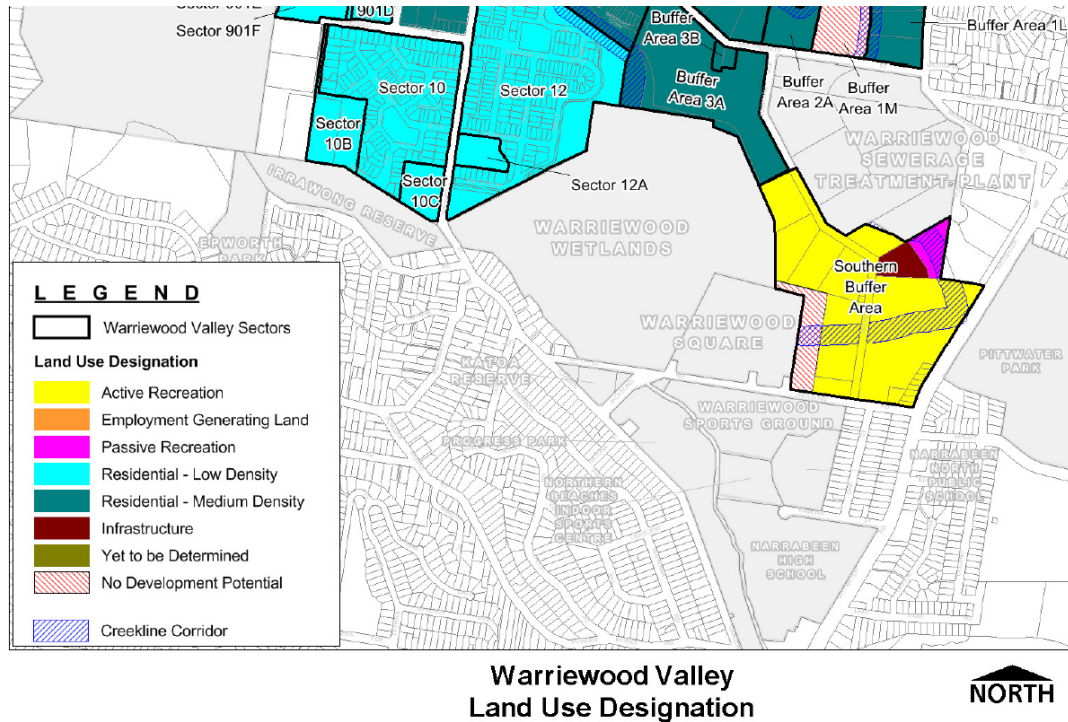 Sector 901F
901D
Buffer
Area 3B
Buffer Area 1L
Sector 10
Sector 12
Buffer
Area 3A
Buffer
Area 2A
Buffer
Area 1M
Sector
10B
Sector
10C
Sector 12A
WARRIEWOOD
SEWERAGE
TREATMENT PLANT
IRRAWONG RESERVE
EPWORTH
PARK
WARRIEWOOD
WETLANDS
Southern
Buffer
Area
WARRIEWOOD
SQUARE
PITTWATER
PARK
KATOA
RESERVE
WARRIEWOOD
SPORTS GROUND
PROGRESS PARK
NARRABEEN
NORTH
PUBLIC
SCHOOL
NORTHERN
BEACHES
INDOOR
SPORTS
CENTRE
NARRABEEN
HIGH
SCHOOL
LEGEND
Warriewood Valley Sectors
Land Use Designation
Active Recreation
Employment Generating Land
Passive Recreation
Residential - Low Density
Residential - Medium Density
Infrastructure
Yet to be Determined
No Development Potential
Creekline Corridor
Warriewood Valley
Land Use Designation
NORTH